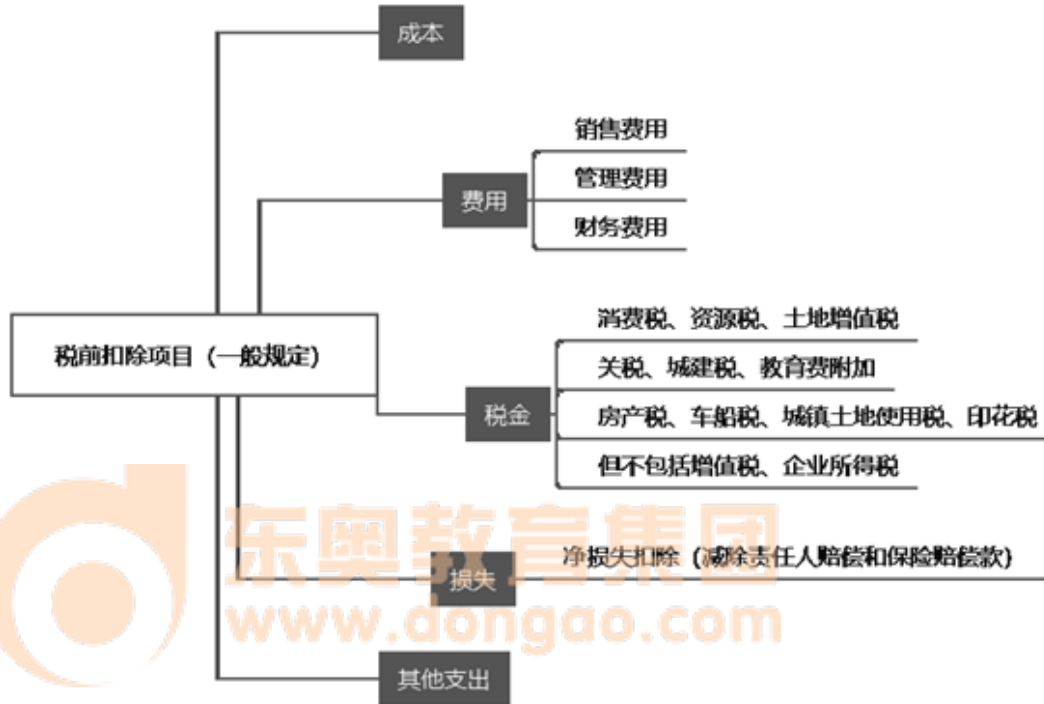 成本
销售费用
管理费用
费用
财务费用
消费税、资源税、土地增值税
关税、城建税、教育费附加
税前扣除项目（一般规定）
税金
房产税、车船税、城镇土地使用税、印花税
但不包括增值税、企业所得税
东奥教育集团
净损失扣除（减除责任人赔偿和保险赔偿款）
损失
www.dongao.com
其他支出